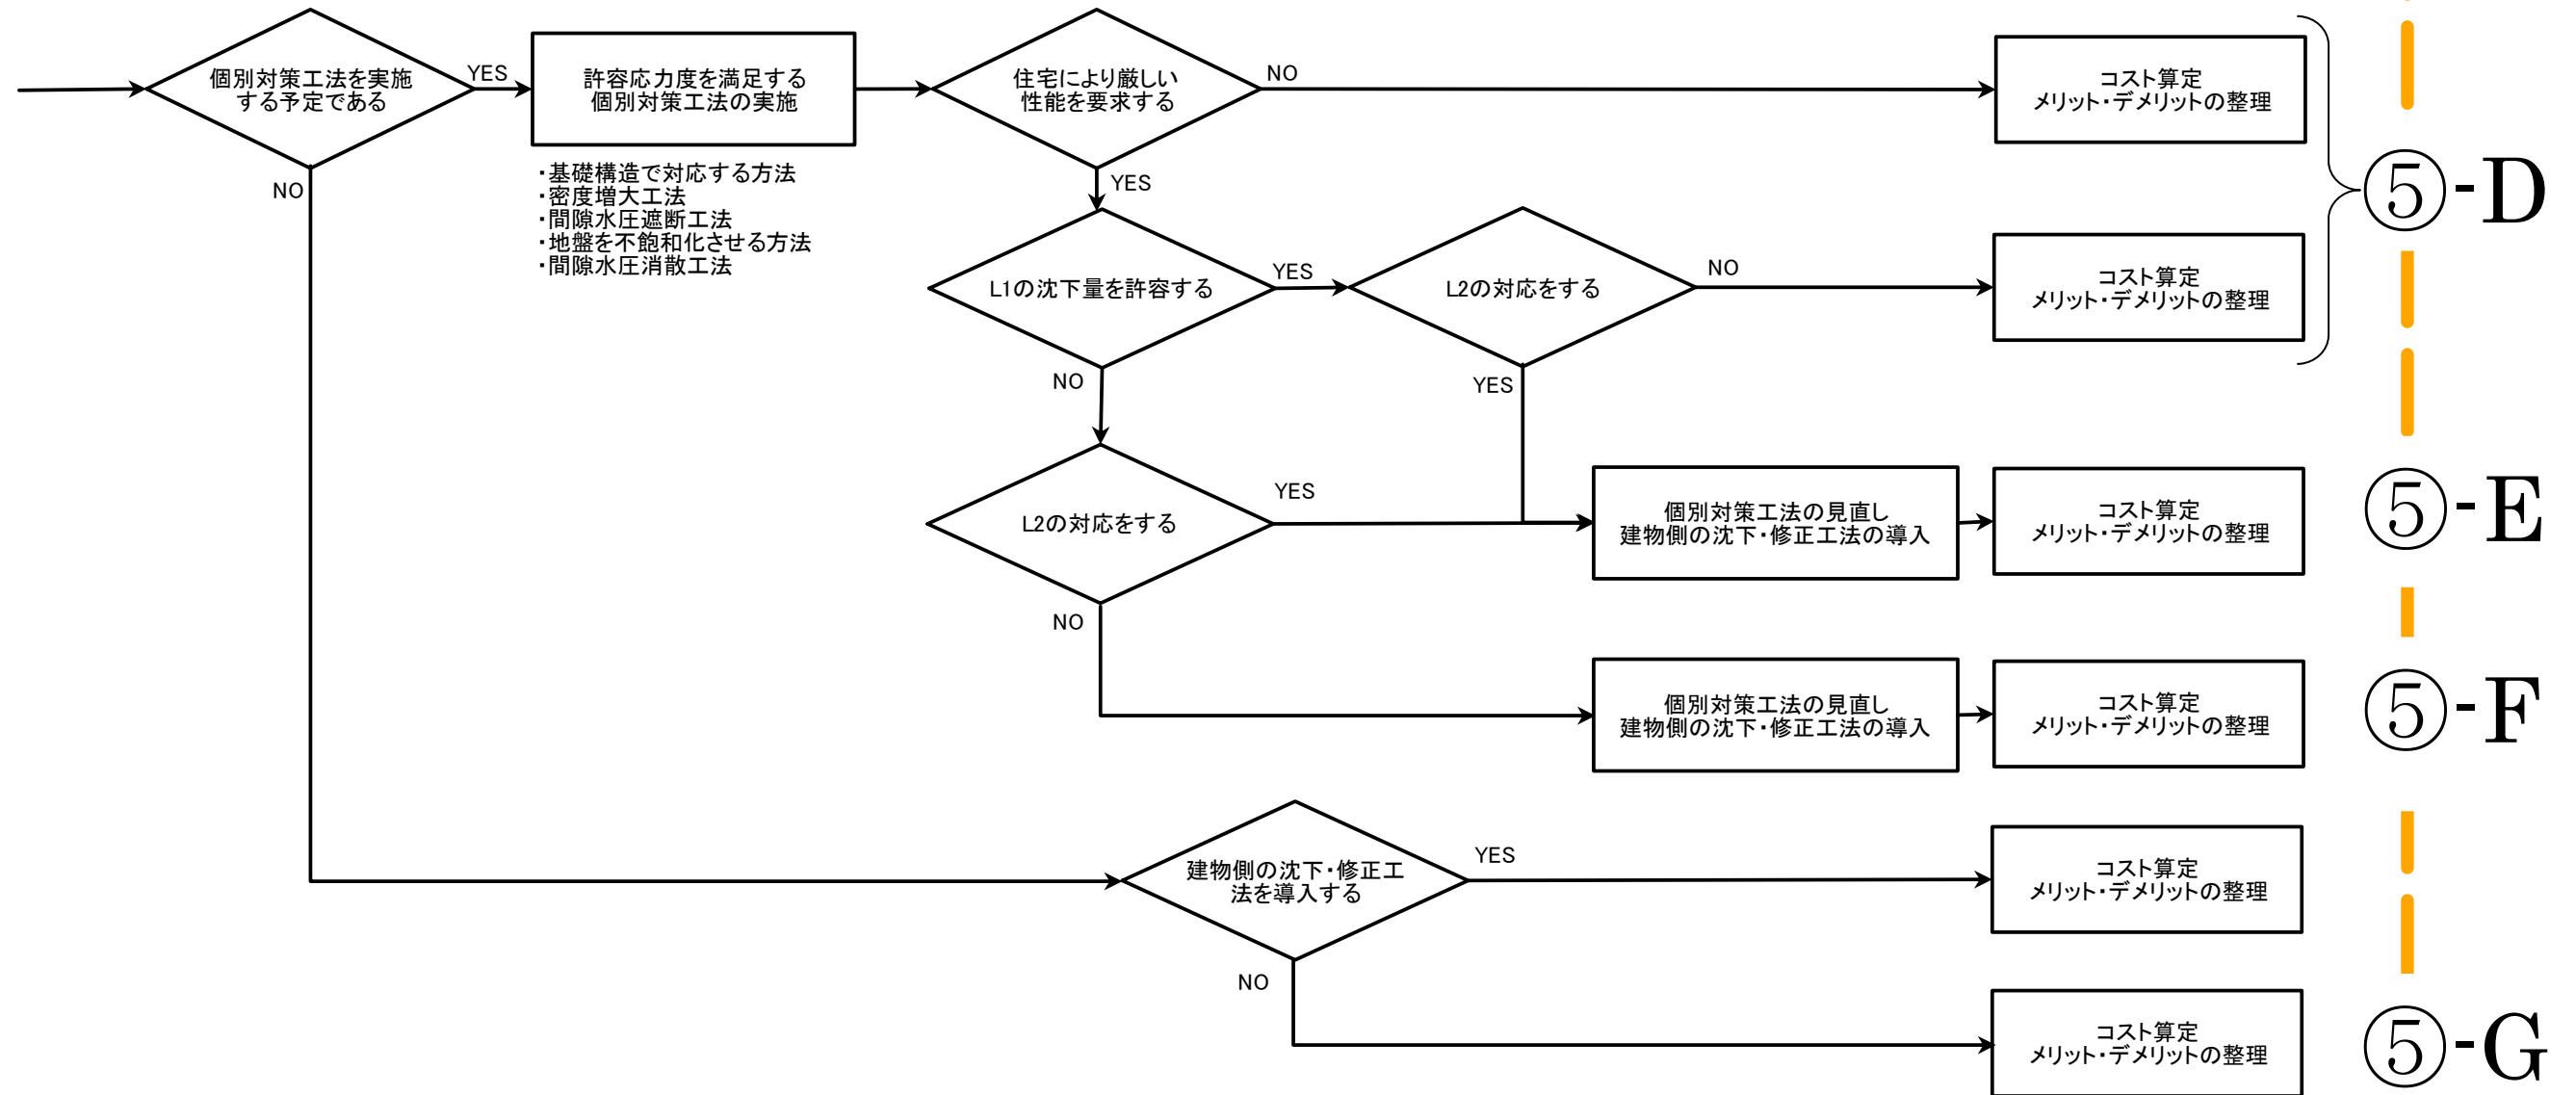 個別対策工法を実施
する予定である
YES
許容応力度を満足する
個別対策工法の実施
住宅により厳しい
性能を要求する
NO
コスト算定
メリット・デメリットの整理
NO
・基礎構造で対応する方法
・密度増大工法
・間隙水圧遮断工法
・地盤を不飽和化させる方法
・間隙水圧消散工法
YES
⑤-D
L1の沈下量を許容する
YES
L2の対応をする
NO
コスト算定
メリット・デメリットの整理
NO
YES
L2の対応をする
YES
個別対策工法の見直し
建物側の沈下・修正工法の導入
コスト算定
メリット・デメリットの整理
⑤-E
NO
個別対策工法の見直し
建物側の沈下・修正工法の導入
コスト算定
メリット・デメリットの整理
⑤-F
建物側の沈下・修正工
法を導入する
YES
コスト算定
メリット・デメリットの整理
NO
コスト算定
メリット・デメリットの整理
⑤-G